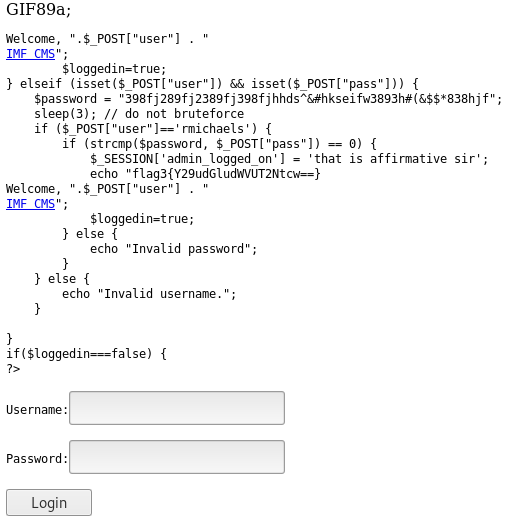 GIF89a;
Welcome, ".$_POST["user"] . "
IMF CMS";
        $loggedin=true;
} elseif (isset($_POST["user"]) && isset($_POST["pass"])) {
    $password = "398fj289fj2389fj398fjhhds^&#hkseifw3893h#(&$$*838hjf";
    sleep(3); // do not bruteforce
    if ($_POST["user"]=='rmichaels') {
        if (strcmp($password, $_POST["pass"]) == 0) {
            $_SESSION['admin_logged_on'] = 'that is affirmative sir';
            echo "flag3{Y29udGludWVUT2Ntcw==}
Welcome, ".$_POST["user"] . "
IMF CMS";
            $loggedin=true;
        } else {
            echo "Invalid password";
        }
    } else {
        echo "Invalid username.";
    }
}
if($loggedin===false) {
?>
Username:
Password:
Login